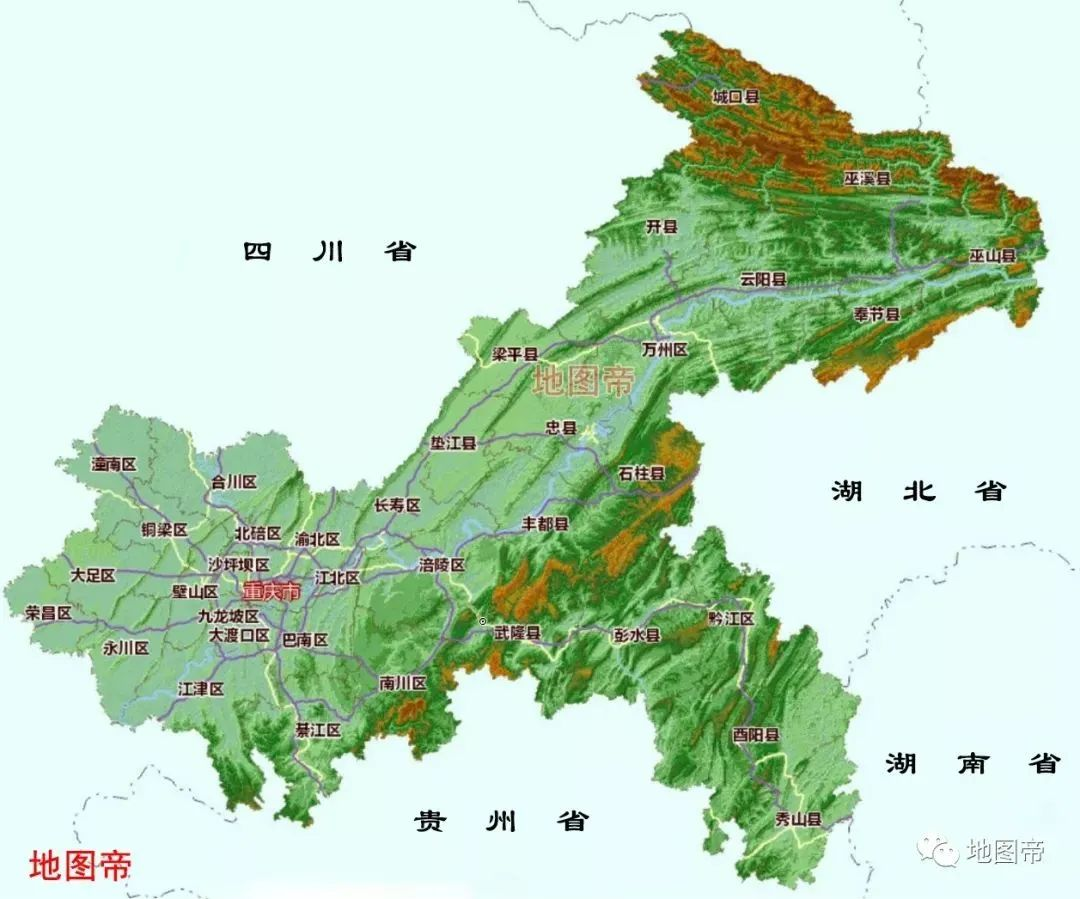 城口县
巫溪县
开县
四川省
巫山县
云阳县
奉节县
万州区
梁平县
地图帝
忠县
垫江县
潼南区
石柱县
合川区
湖北省
长寿区
丰都县
铜梁区
北碚区
渝北区
沙坪坝区
涪陵区
大足区
江北区
璧山区
重庆市
荣昌区
九龙坡区
黔江区
大渡口区
巴南区
武隆县
彭水县
永川区
南川区
江津区
綦江区
酉阳县
湖南省
贵州省
秀山县
地图帝
地图帝